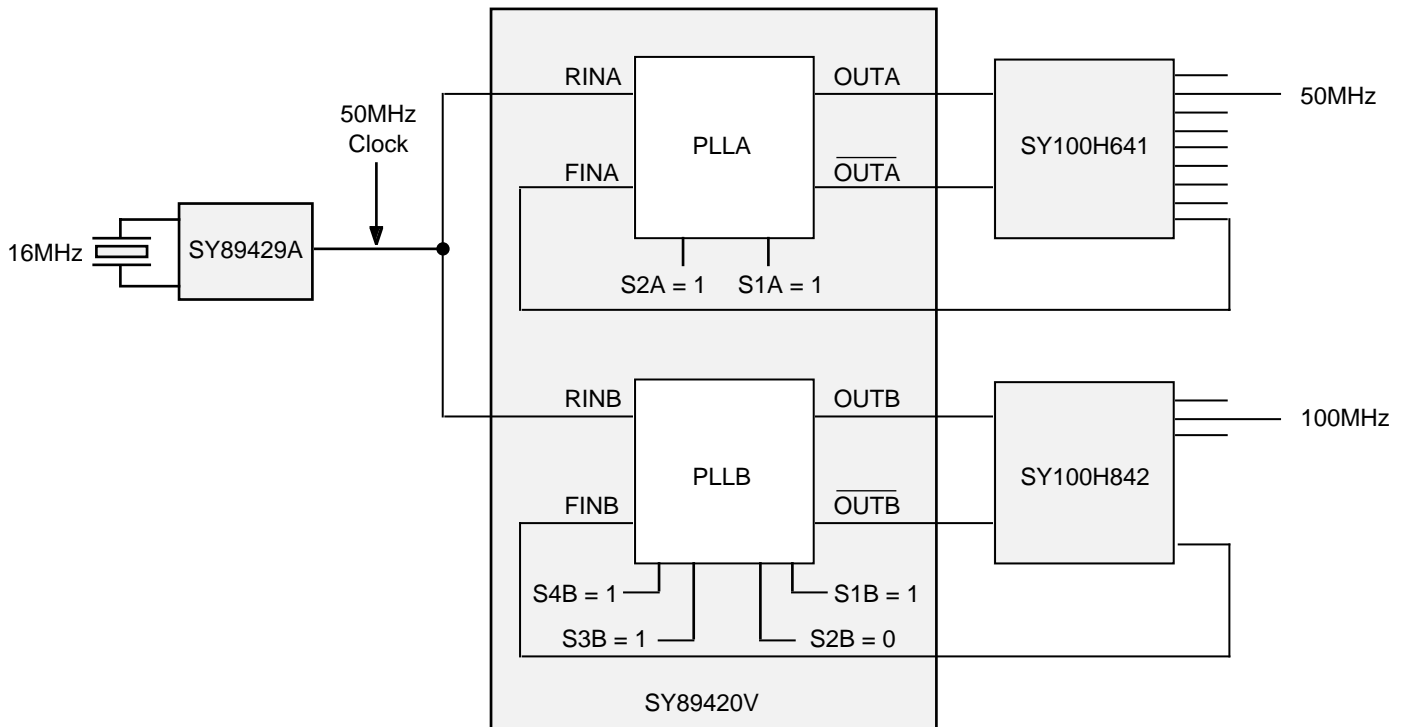 16MHz
SY89429A
50MHz
Clock
RINA
FINA
PLLA
OUTA
OUTA
S2A = 1
S1A = 1
SY100H641
50MHz
RINB
FINB
PLLB
OUTB
OUTB
S4B = 1
S1B = 1
S3B = 1
S2B = 0
SY100H842
100MHz
SY89420V